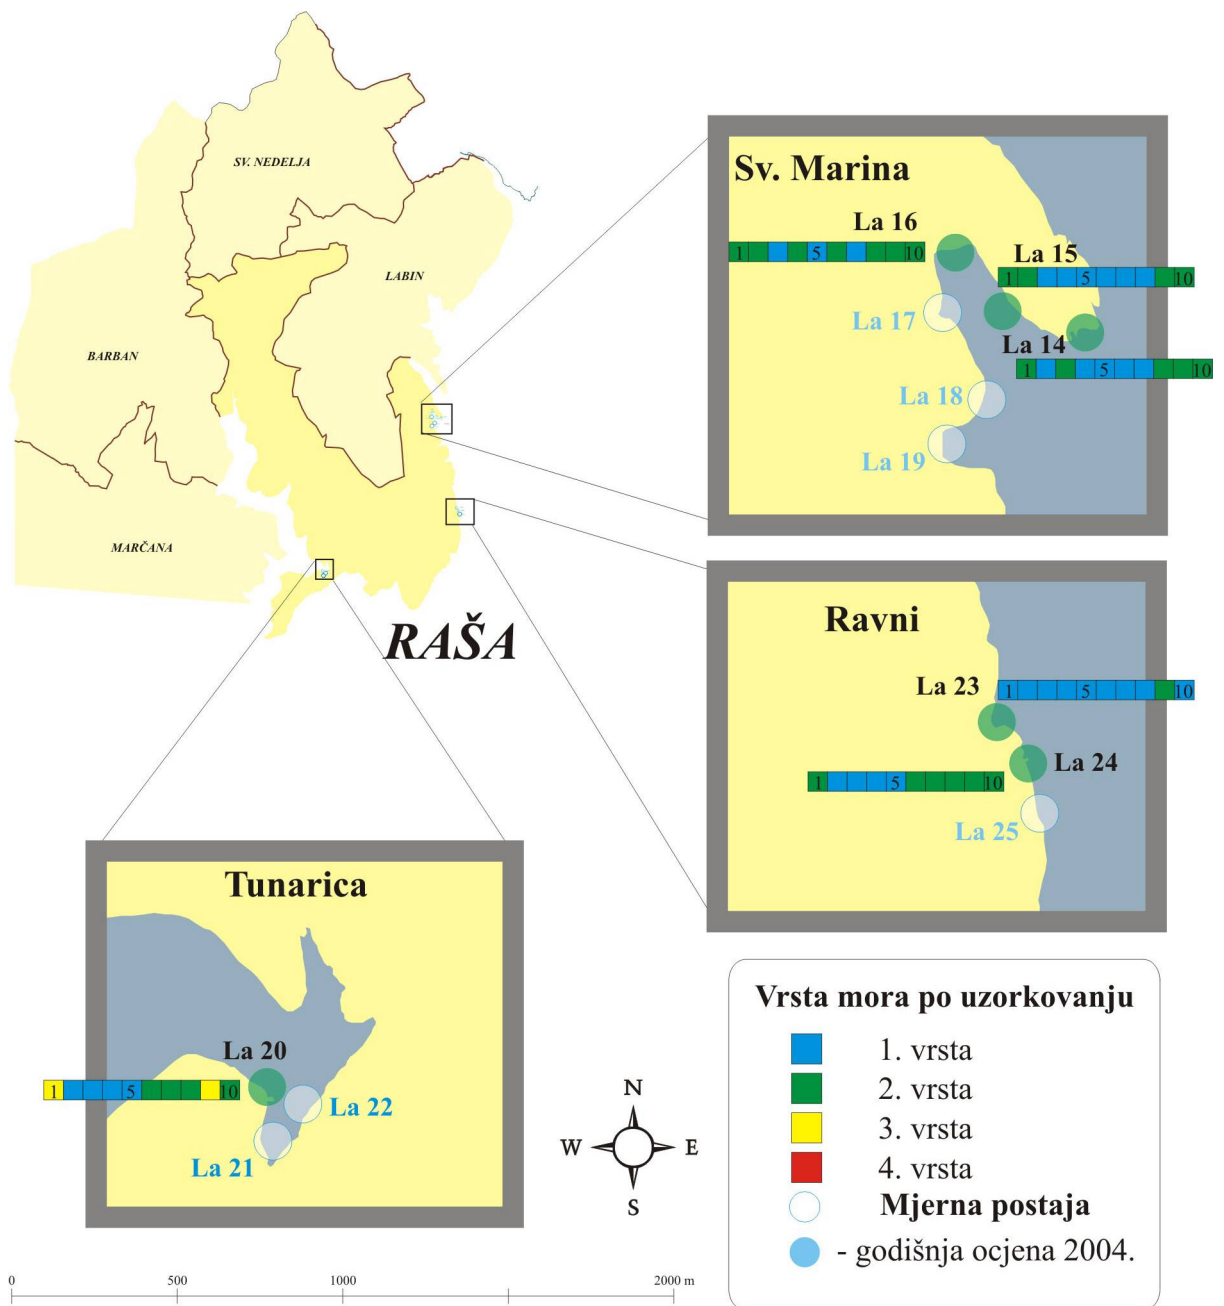 SV. NEDELJA
LABIN
BARBAN
MARČANA
RAŠA
Sv. Marina
La 16
1 5 10
La 15
1 5 10
La 17
La 14
1 5 10
La 18
La 19
Ravni
La 23
1 5 10
La 24
1 5 10
La 25
Tunarica
La 20
1 5 10
La 22
La 21
N
W E
S
Vrsta mora po uzorkovanju
1. vrsta
2. vrsta
3. vrsta
4. vrsta
Mjerna postaja
- godišnja ocjena 2004.
0 500 1000 2000 m